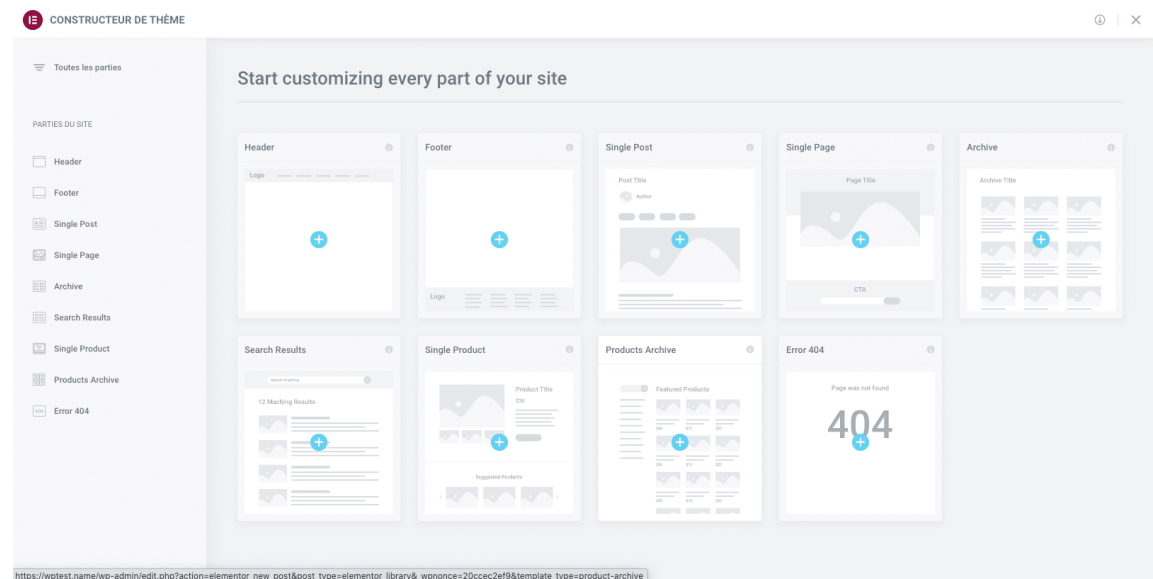 CONSTRUCTEUR DE THÈME
Toutes les parties
PARTIES DU SITE
Header
Footer
Single Post
Single Page
Archive
Search Results
Single Product
Products Archive
Error 404
Start customizing every part of your site
Header
Logo
Footer
Logo
Single Post
Post Title
Author
Single Page
Page Title
CTA
Archive
Archive Title
Search Results
12 Maching Results
Single Product
Product Title
Suggested Products
Products Archive
Featured Products
Error 404
Page was not found
404
https://wptest.name/wp-admin/edit.php?action=elementor_new_post&post_type=elementor_library&_wpnonce=20ccec2ef9&template_type=product-archive